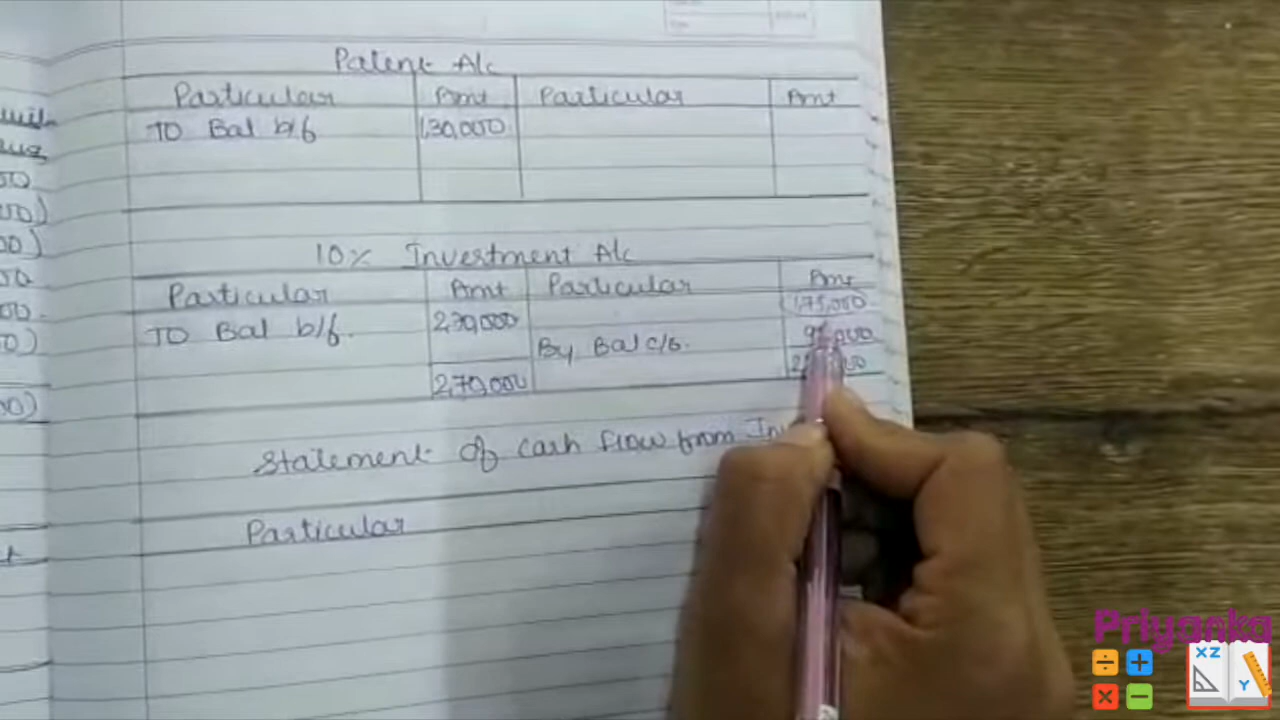 Patent A/c
Particular Amt Particular Amt
TO Bal b/f 1,30,000
10% Investment A/c
Particular Amt Particular Amt
1,75,000
TO Bal b/f. 2,70,000
By Bal c/f.
2,70,000
Statement of cash flow from
Particular
Priyanka
XZ
Y